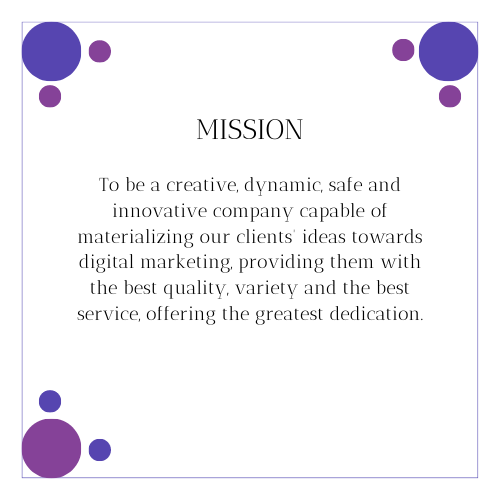 MISSION
To be a creative, dynamic, safe and
innovative company capable of
materializing our clients' ideas towards
digital marketing, providing them with
the best quality, variety and the best
service, offering the greatest dedication.